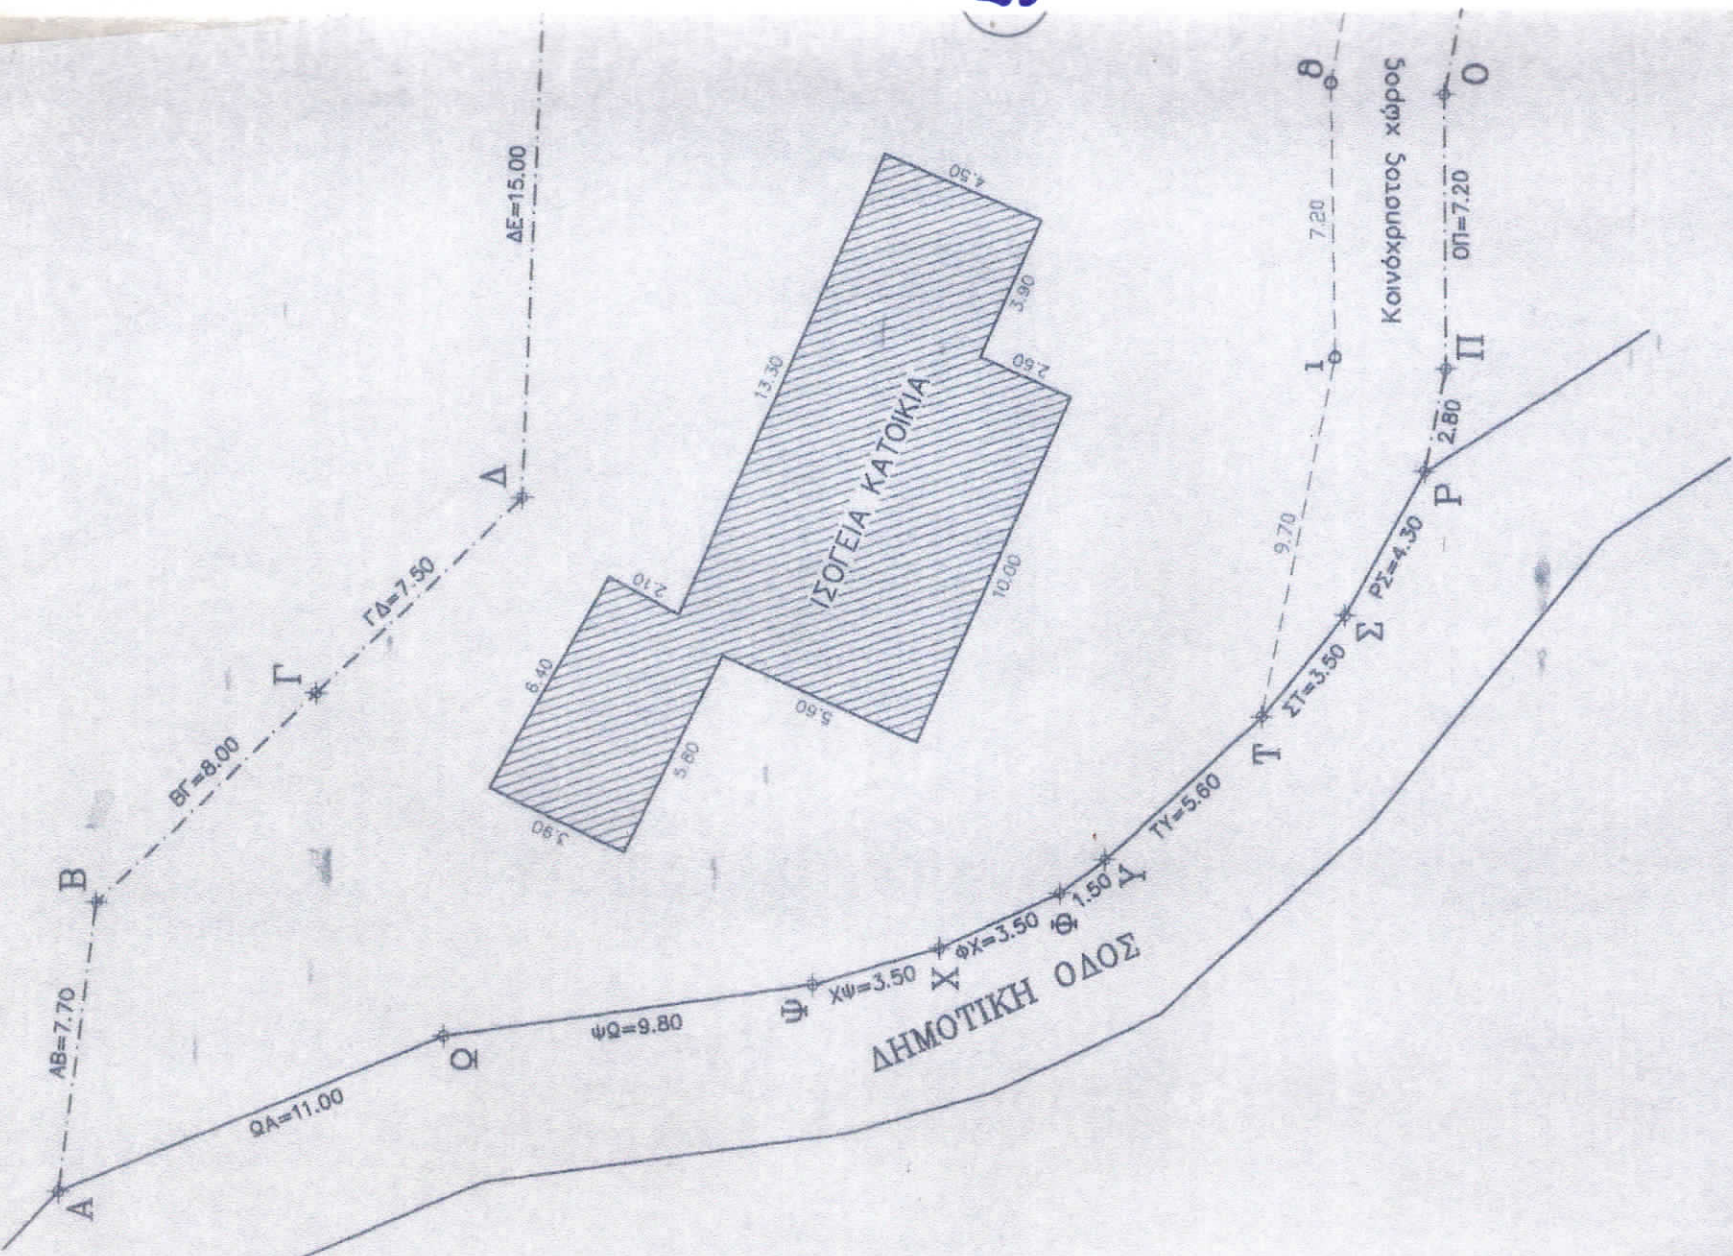 ΔΕ=15.00
ΓΔ=7.50
ΒΓ=8.00
ΑΒ=7.70
ΩΑ=11.00
ΨΩ=9.80
ΧΨ=3.50
ΦΧ=3.50
1.50
ΤΥ=5.60
ΣΤ=3.50
ΡΣ=4.30
2.80
ΟΠ=7.20
Α
Β
Γ
Δ
Ω
Ψ
Χ
Φ
Υ
Τ
Σ
Ρ
Π
Ο
8
1
7.20
9.70
Κοινόχρηστος χώρος
ΙΣΟΓΕΙΑ ΚΑΤΟΙΚΙΑ
4.50
3.90
2.60
10.00
5.60
5.80
3.90
6.40
2.10
13.30
ΔΗΜΟΤΙΚΗ ΟΔΟΣ